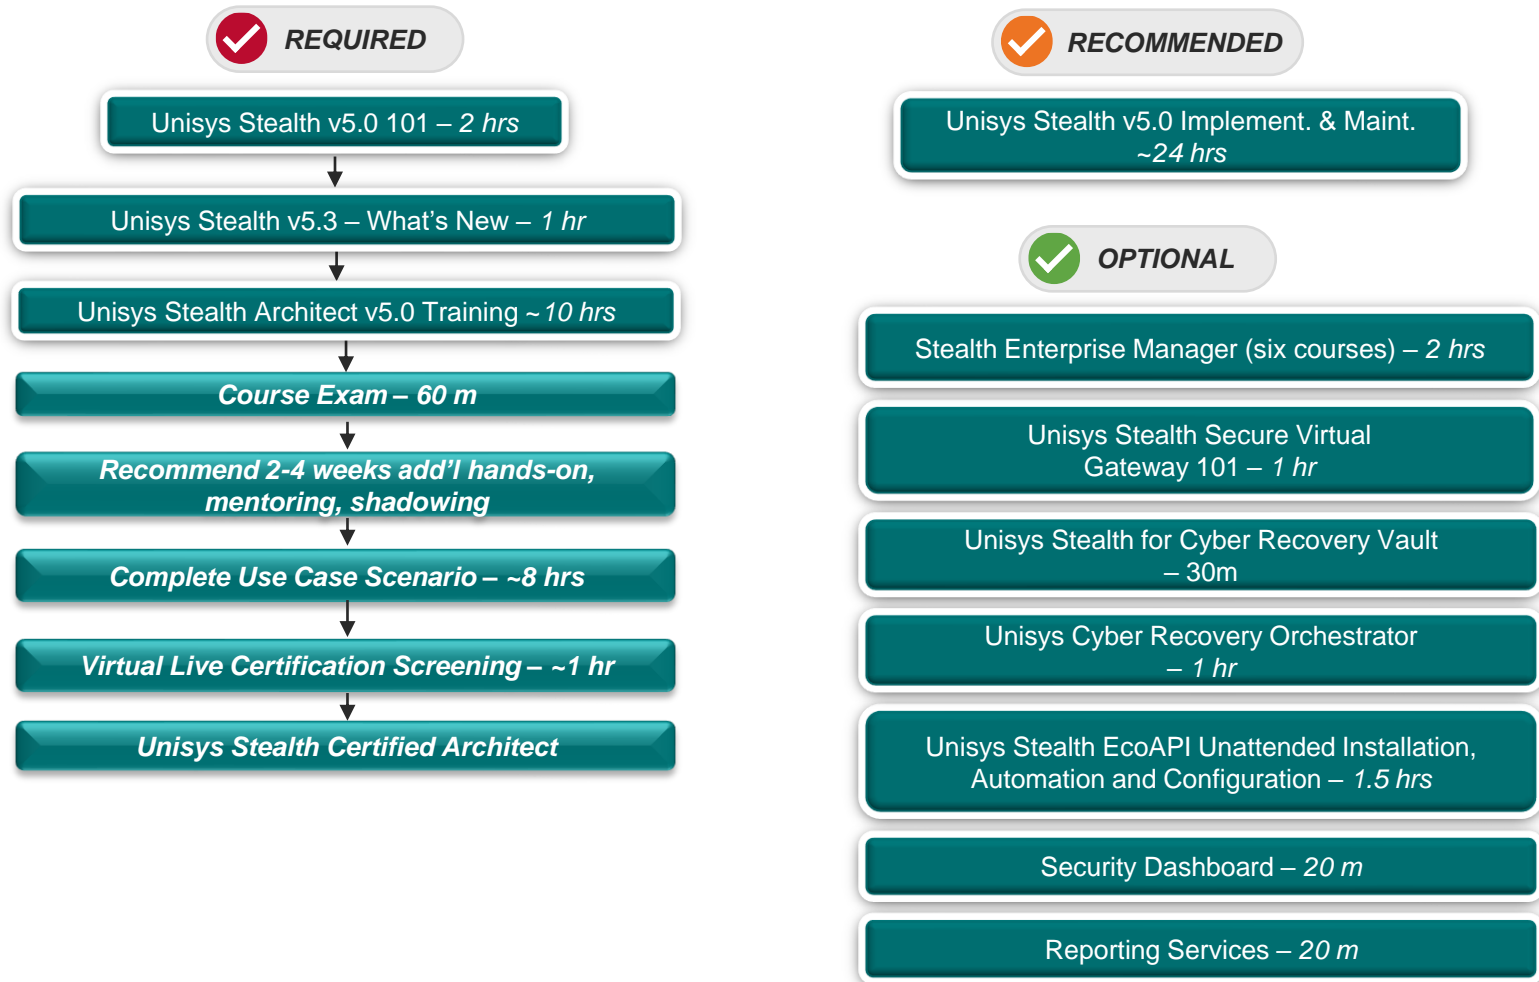 REQUIRED
Unisys Stealth v5.0 101 – 2 hrs
Unisys Stealth v5.3 – What's New – 1 hr
Unisys Stealth Architect v5.0 Training ~10 hrs
Course Exam – 60 m
Recommend 2-4 weeks add'l hands-on,
mentoring, shadowing
Complete Use Case Scenario – ~8 hrs
Virtual Live Certification Screening – ~1 hr
Unisys Stealth Certified Architect
RECOMMENDED
Unisys Stealth v5.0 Implement. & Maint.
~24 hrs
OPTIONAL
Stealth Enterprise Manager (six courses) – 2 hrs
Unisys Stealth Secure Virtual
Gateway 101 – 1 hr
Unisys Stealth for Cyber Recovery Vault
– 30m
Unisys Cyber Recovery Orchestrator
– 1 hr
Unisys Stealth EcoAPI Unattended Installation,
Automation and Configuration – 1.5 hrs
Security Dashboard – 20 m
Reporting Services – 20 m